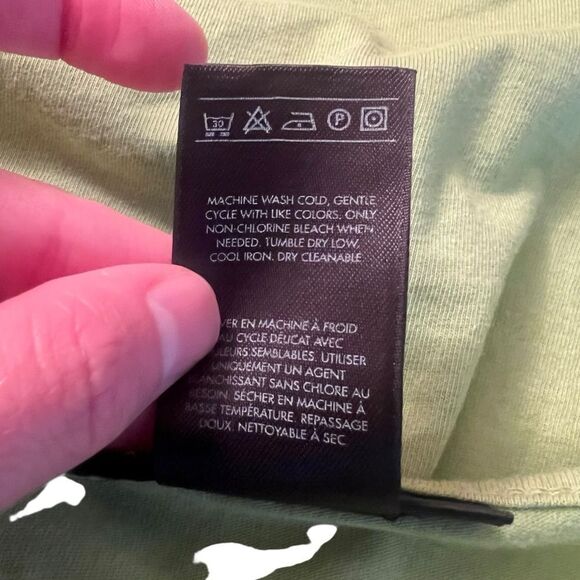 30
P
MACHINE WASH COLD, GENTLE
CYCLE WITH LIKE COLORS. ONLY
NON-CHLORINE BLEACH WHEN
NEEDED. TUMBLE DRY LOW.
COOL IRON. DRY CLEANABLE
VER EN MACHINE À FROID
AU CYCLE DÉLICAT AVEC
ULEURS SEMBLABLES. UTILISER
UNIQUEMENT UN AGENT
BLANCHISSANT SANS CHLORE AU
BESOIN. SÉCHER EN MACHINE À
BASSE TEMPÉRATURE. REPASSAGE
DOUX. NETTOYABLE À SEC